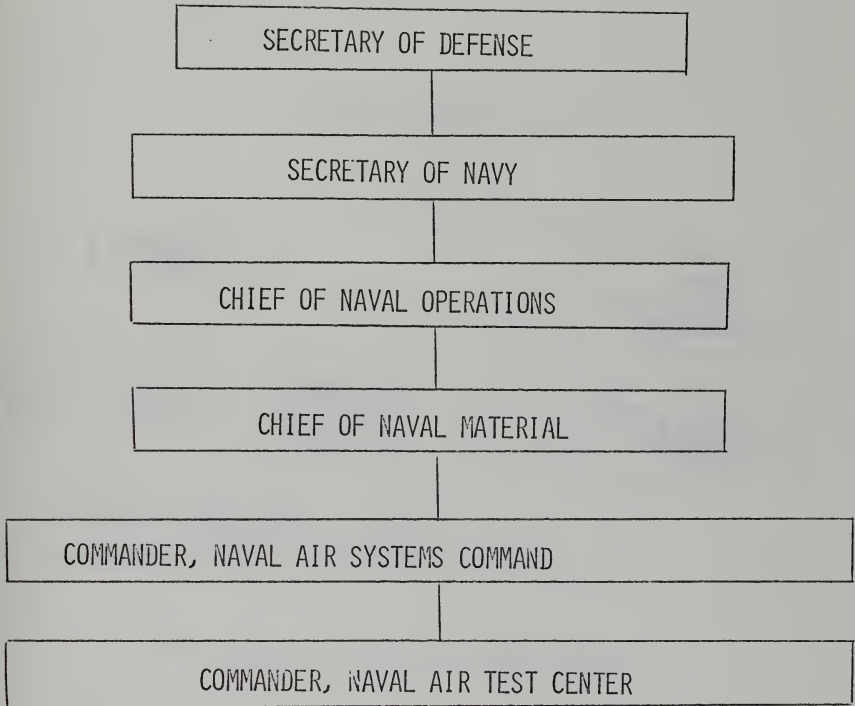 SECRETARY OF DEFENSE
SECRETARY OF NAVY
CHIEF OF NAVAL OPERATIONS
CHIEF OF NAVAL MATERIAL
COMMANDER, NAVAL AIR SYSTEMS COMMAND
COMMANDER, NAVAL AIR TEST CENTER